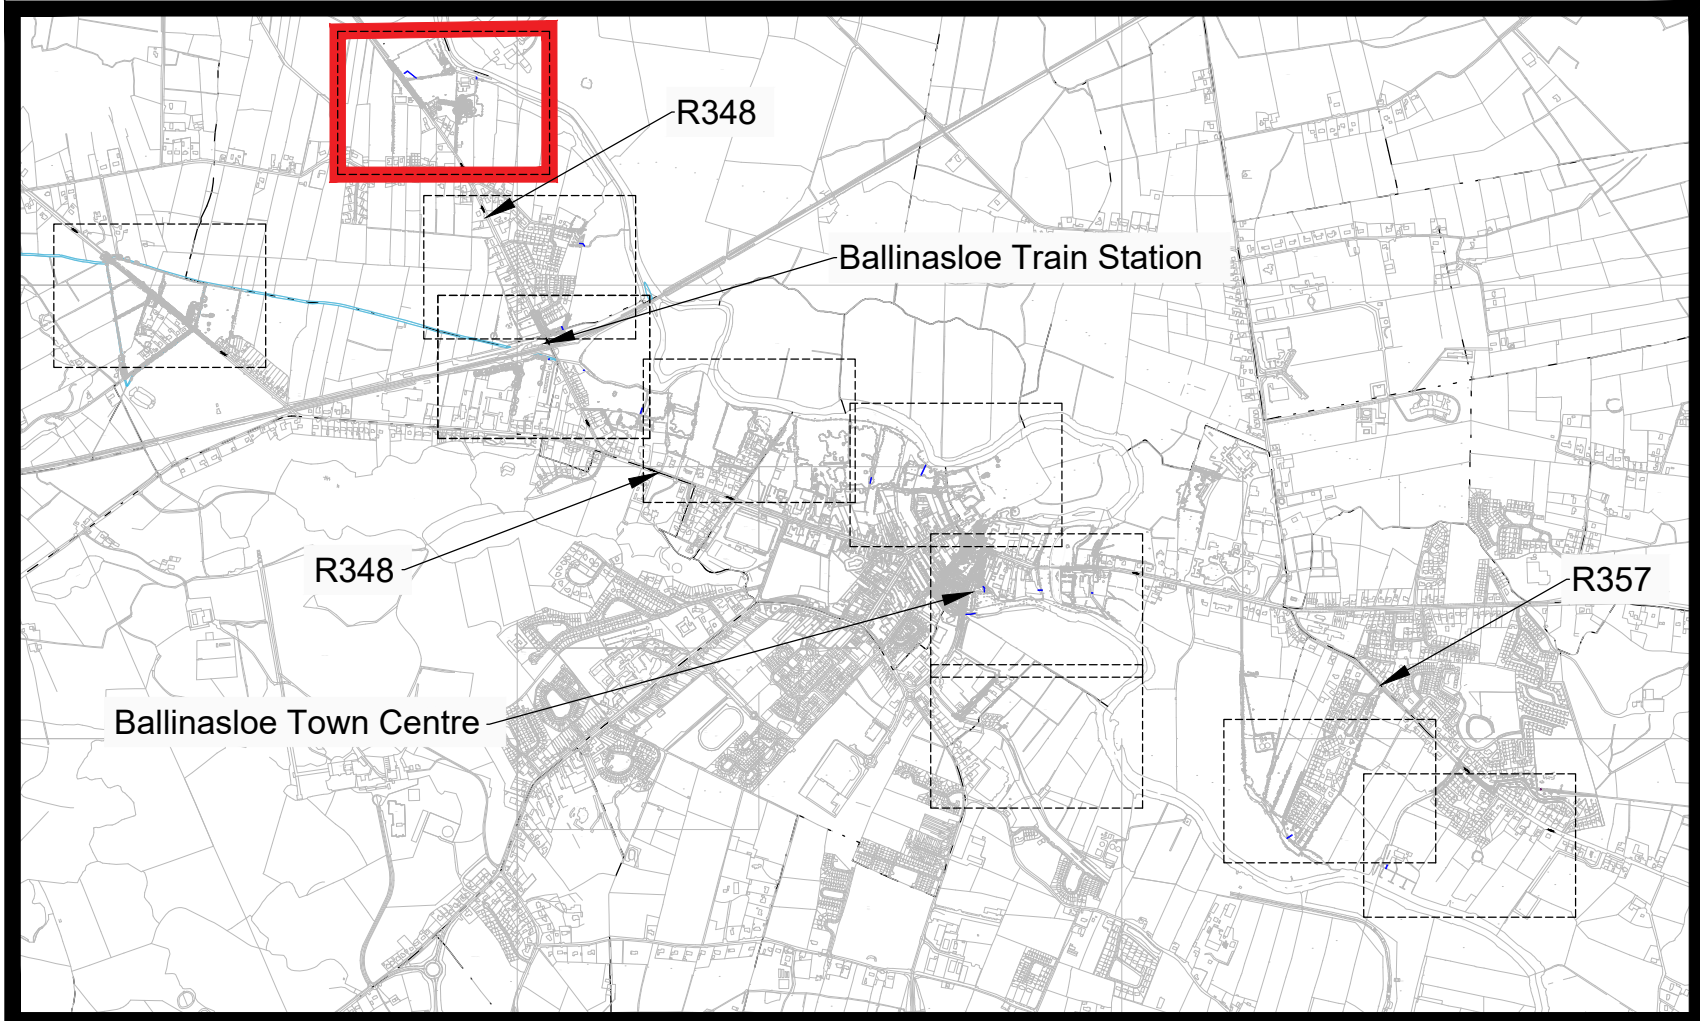 R348
Ballinasloe Train Station
R348
R357
Ballinasloe Town Centre